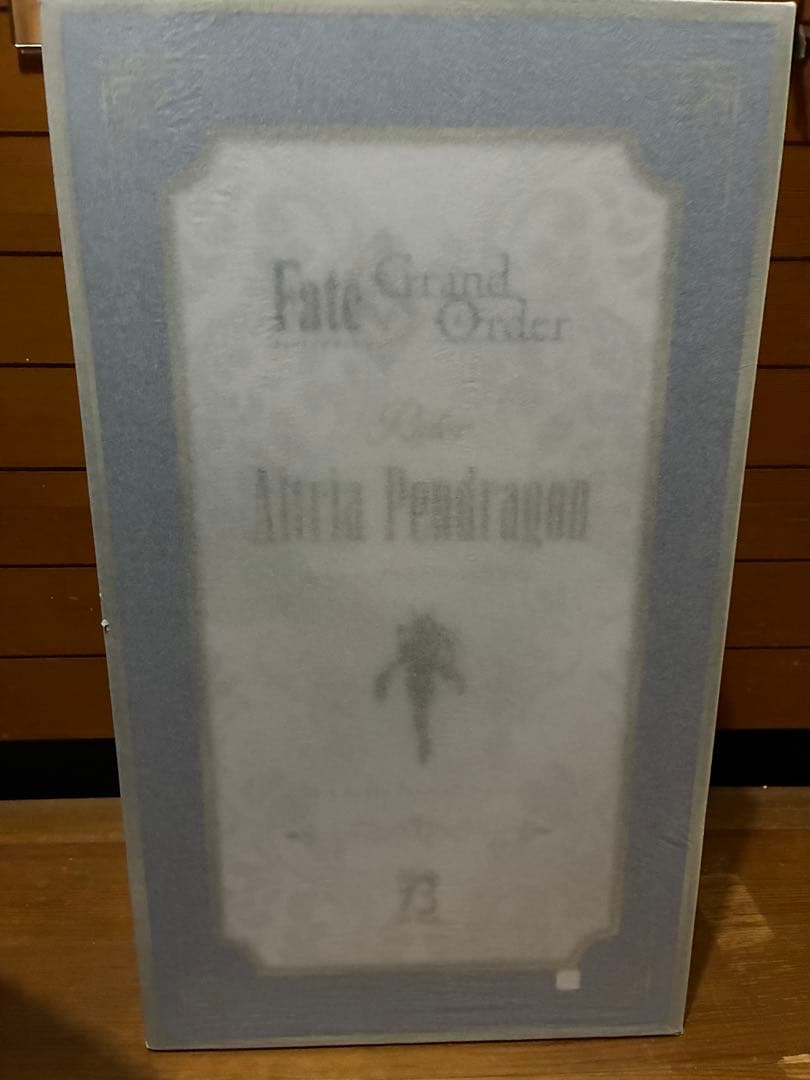 Fate Grand
Order
Rider
Altria Pendragon